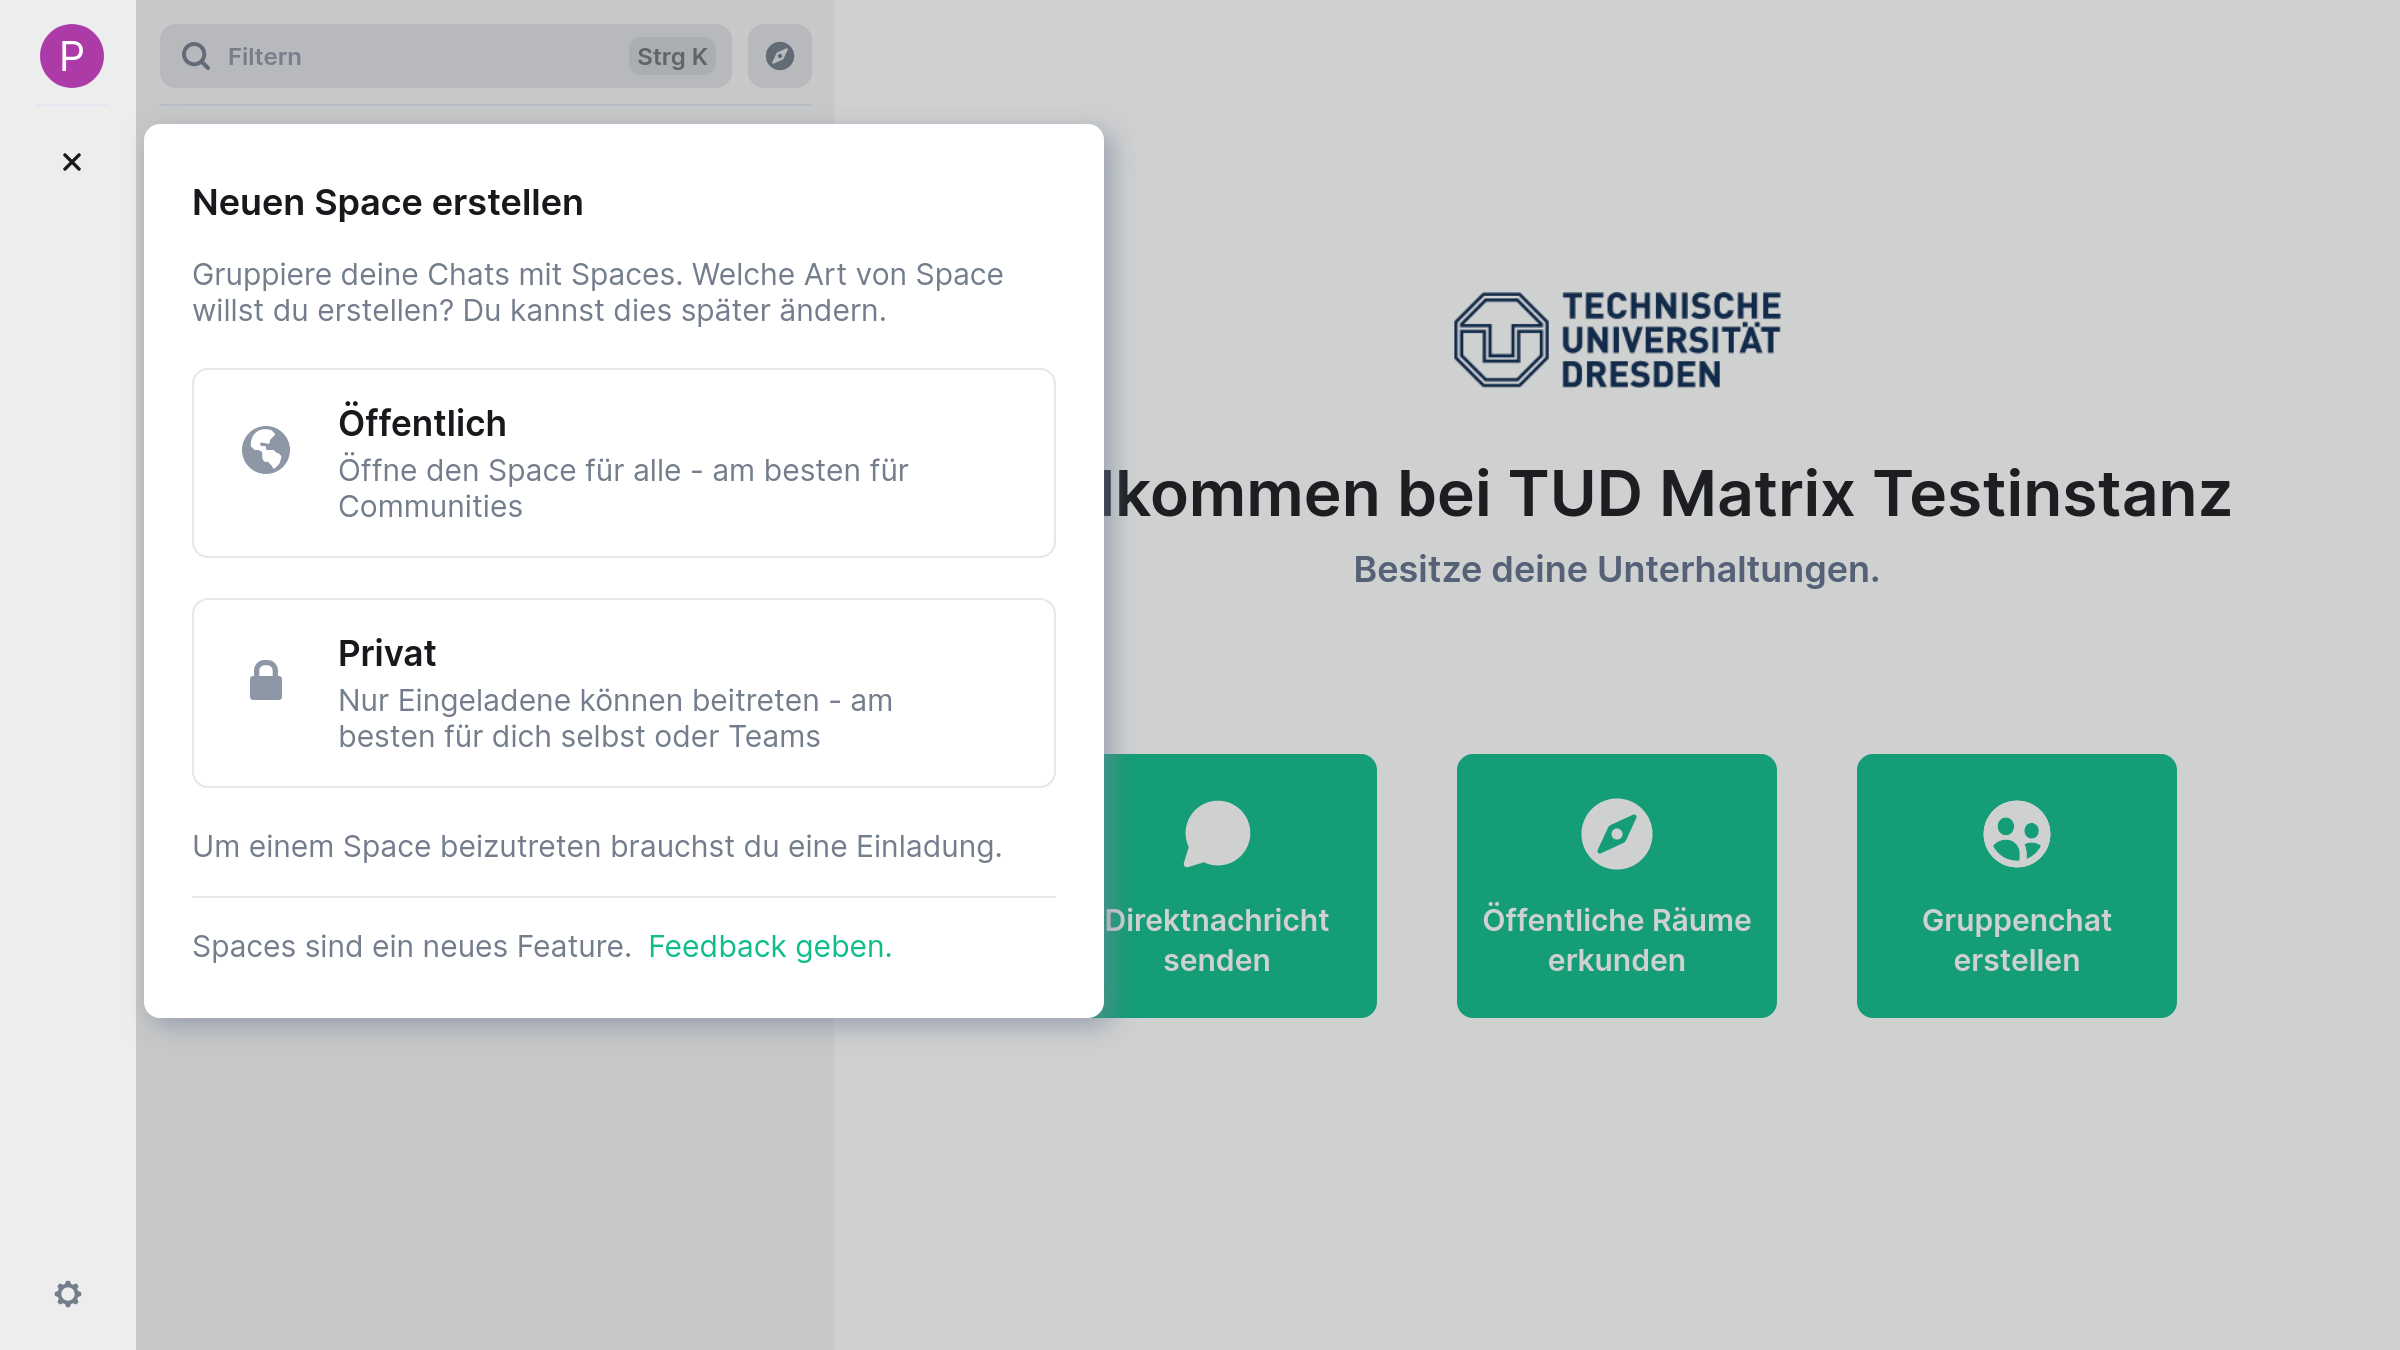 P
Filtern
Strg K
Neuen Space erstellen
Gruppiere deine Chats mit Spaces. Welche Art von Space
willst du erstellen? Du kannst dies später ändern.
Öffentlich
Öffne den Space für alle - am besten für
Communities
Privat
Nur Eingeladene können beitreten - am
besten für dich selbst oder Teams
Um einem Space beizutreten brauchst du eine Einladung.
Spaces sind ein neues Feature. Feedback geben.
TECHNISCHE
UNIVERSITÄT
DRESDEN
lkommen bei TUD Matrix Testinstanz
Besitze deine Unterhaltungen.
Direktnachricht
senden
Öffentliche Räume
erkunden
Gruppenchat
erstellen